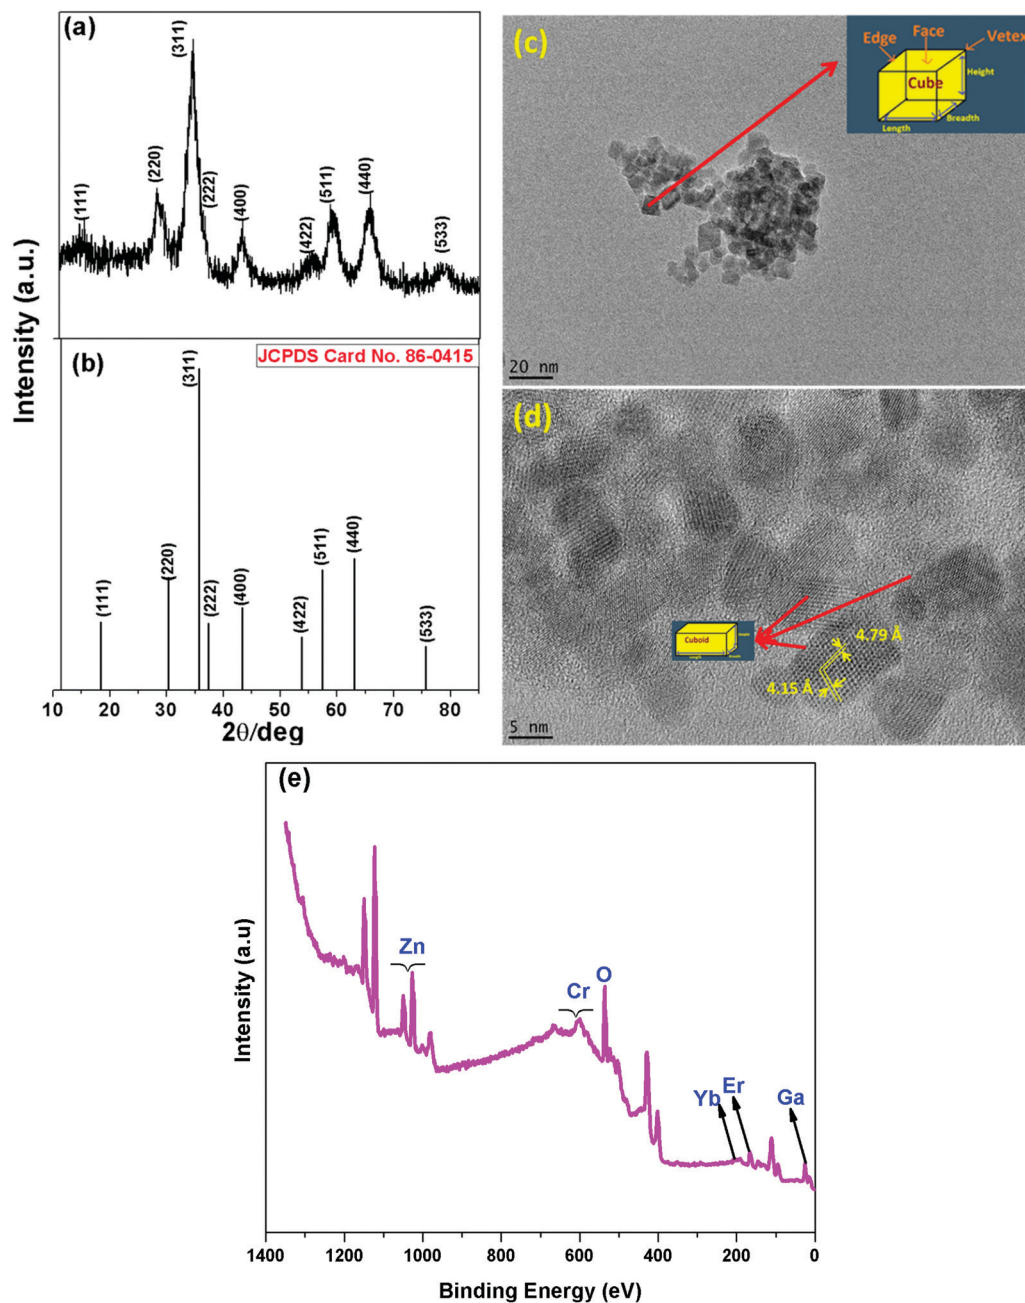 (a)
(111)
(220)
(311)
(222)
(400)
(422)
(511)
(440)
(533)
(b)
JCPDS Card No. 86-0415
(111)
(220)
(311)
(222)
(400)
(422)
(511)
(440)
(533)
Intensity (a.u.)
10 20 30 40 50 60 70 80
2θ/deg
(c)
Edge Face Vetex
Cube
Height
Breadth
Length
20 nm
(d)
Cuboid
Length
4.79 Å
4.15 Å
5 nm
(e)
Zn
Cr
O
Yb
Er
Ga
Intensity (a.u)
1400 1200 1000 800 600 400 200 0
Binding Energy (eV)